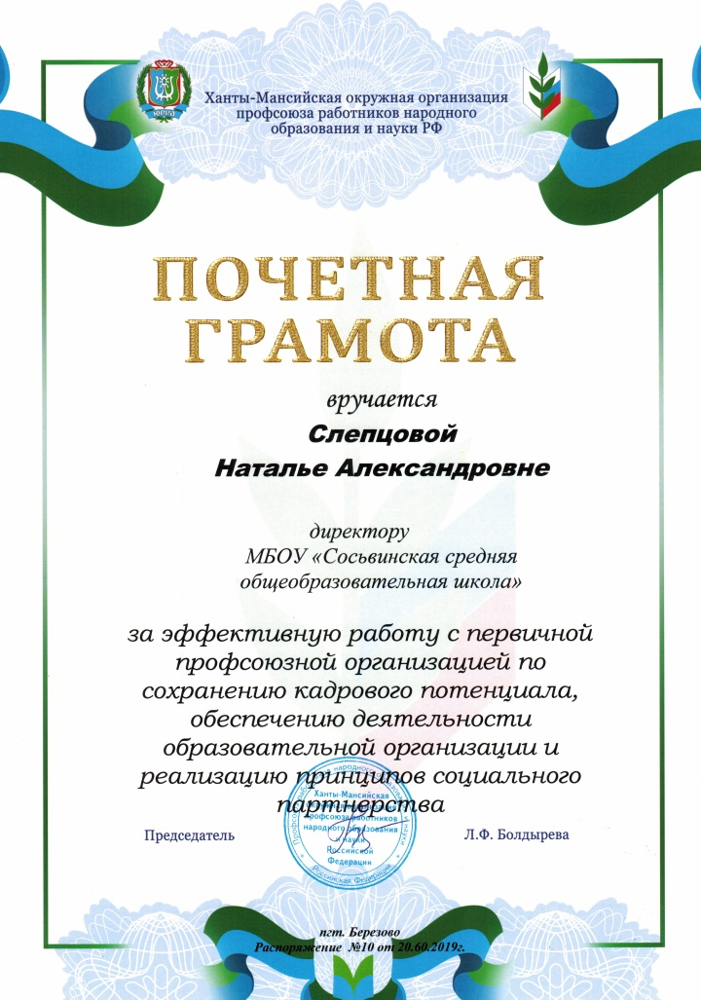 Ханты-Мансийская окружная организация
профсоюза работников народного
образования и науки РФ
ЮГРА
ПОЧЕТНАЯ
ГРАМОТА
вручается
Слепцовой
Наталье Александровне
директору
МБОУ «Сосьвинская средняя
общеобразовательная школа»
за эффективную работу с первичной
профсоюзной организацией по
сохранению кадрового потенциала,
обеспечению деятельности
образовательной организации и
реализацию принципов социального
партнерства
Ханты-Мансийская
профсоюза работников
народного образования
и науки
Российской
Федерации
Российская Федерация
Председатель
Л.Ф. Болдырева
пгт. Березово
Распоряжение №10 от 20.60.2019г.